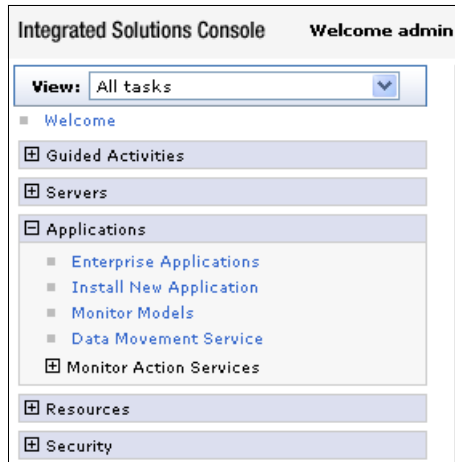 Integrated Solutions Console Welcome admin
View: All tasks
Welcome
Guided Activities
Servers
Applications
Enterprise Applications
Install New Application
Monitor Models
Data Movement Service
Monitor Action Services
Resources
Security